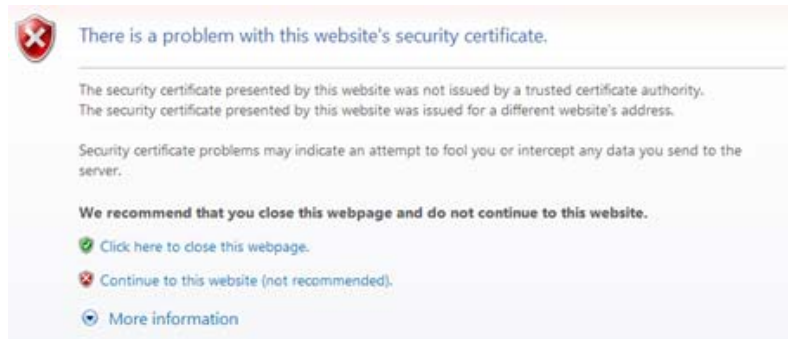 There is a problem with this website's security certificate.
The security certificate presented by this website was not issued by a trusted certificate authority.
The security certificate presented by this website was issued for a different website's address.
Security certificate problems may indicate an attempt to fool you or intercept any data you send to the
server.
We recommend that you close this webpage and do not continue to this website.
Click here to close this webpage.
Continue to this website (not recommended).
More information